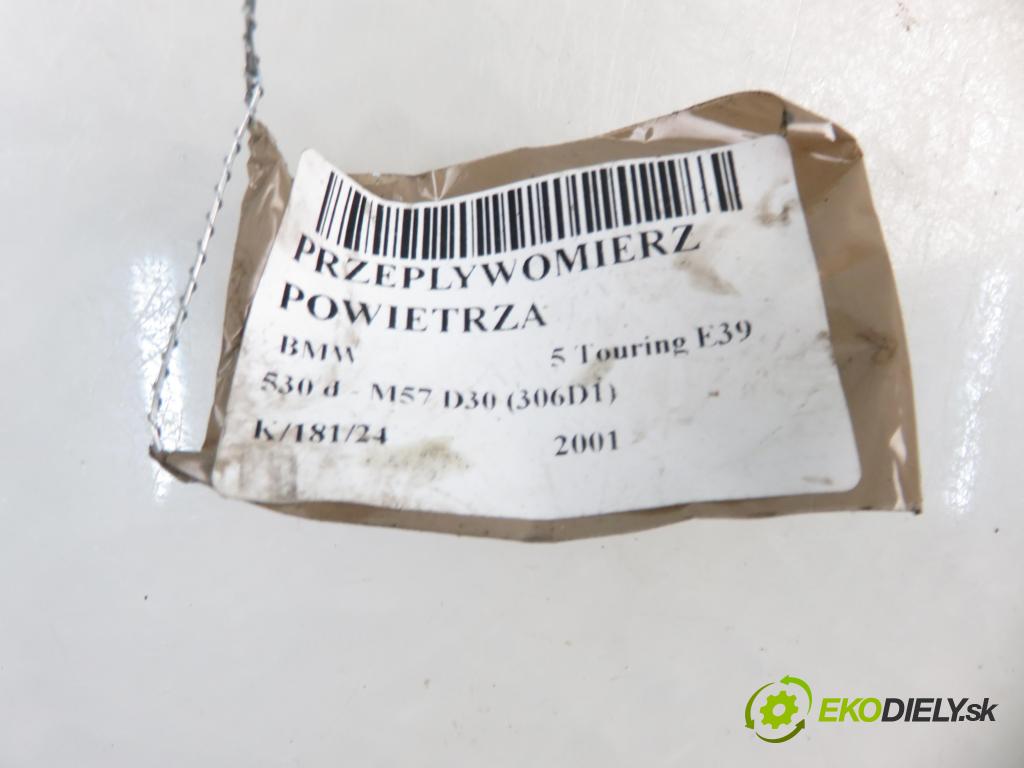 PRZEPLYWOMIERZ
POWIETRZA
BMW 5 Touring E39
530 d - M57 D30 (306D1)
K/181/24 2001
EKODIELY.sk